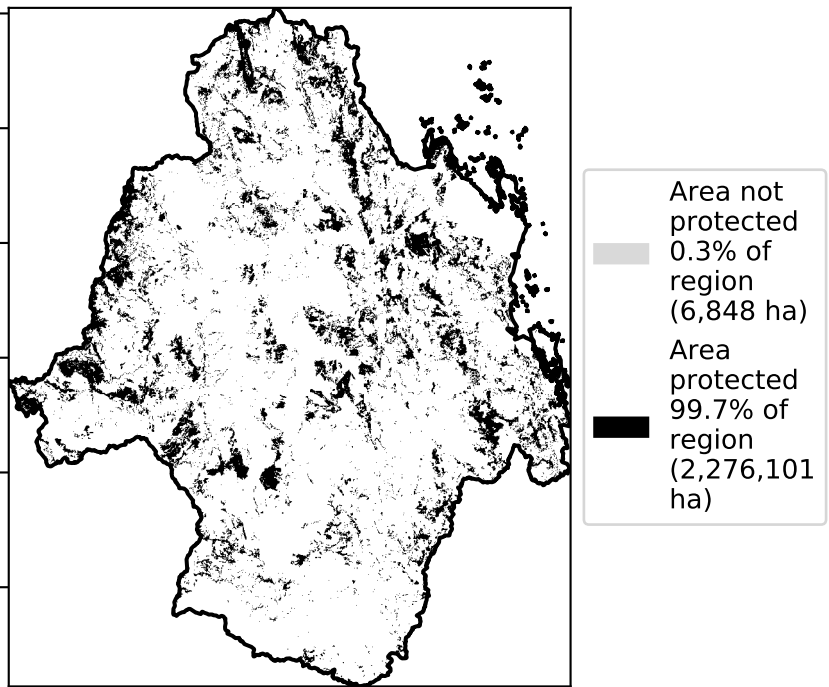 Area not
protected
0.3% of
region
(6,848 ha)
Area
protected
99.7% of
region
(2,276,101
ha)